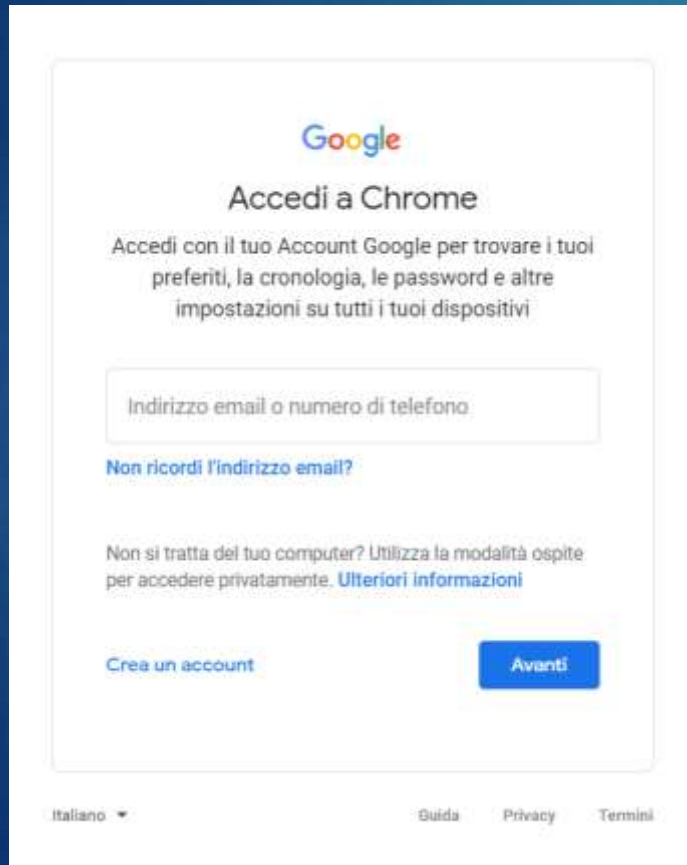 Google
Accedi a Chrome
Accedi con il tuo Account Google per trovare i tuoi
preferiti, la cronologia, le password e altre
impostazioni su tutti i tuoi dispositivi
Indirizzo email o numero di telefono
Non ricordi l'indirizzo email?
Non si tratta del tuo computer? Utilizza la modalità ospite
per accedere privatamente. Ulteriori informazioni
Crea un account Avanti
Italiano Guida Privacy Termini